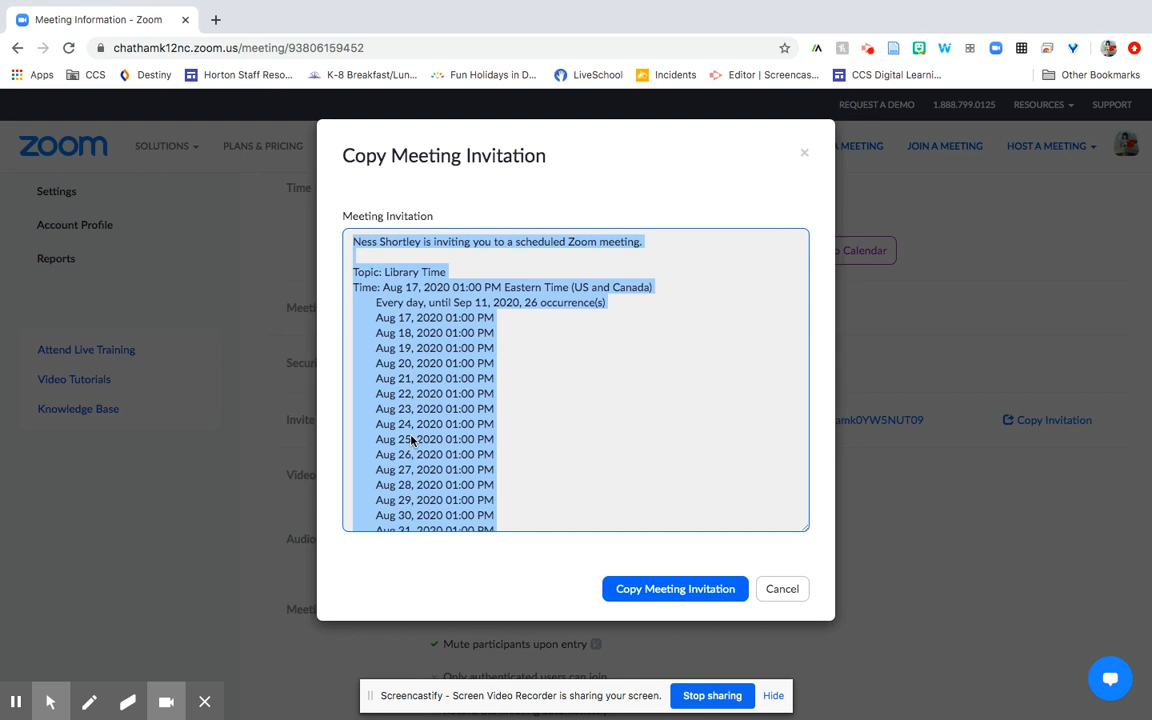 Meeting Information - Zoom
chathamk12nc.zoom.us/meeting/93806159452
Apps
CCS
Destiny
Horton Staff Reso...
K-8 Breakfast/Lun...
Fun Holidays in D...
LiveSchool
Incidents
Editor | Screencas...
CCS Digital Learni...
Other Bookmarks
REQUEST A DEMO
1.888.799.0125
RESOURCES
SUPPORT
zoom
SOLUTIONS
PLANS & PRICING
A MEETING
JOIN A MEETING
HOST A MEETING
Settings
Account Profile
Reports
Attend Live Training
Video Tutorials
Knowledge Base
Time
Copy Meeting Invitation
Meeting Invitation
Ness Shortley is inviting you to a scheduled Zoom meeting.
Topic: Library Time
Time: Aug 17, 2020 01:00 PM Eastern Time (US and Canada)
Every day, until Sep 11, 2020, 26 occurrence(s)
Aug 17, 2020 01:00 PM
Aug 18, 2020 01:00 PM
Aug 19, 2020 01:00 PM
Aug 20, 2020 01:00 PM
Aug 21, 2020 01:00 PM
Aug 22, 2020 01:00 PM
Aug 23, 2020 01:00 PM
Aug 24, 2020 01:00 PM
Aug 25, 2020 01:00 PM
Aug 26, 2020 01:00 PM
Aug 27, 2020 01:00 PM
Aug 28, 2020 01:00 PM
Aug 29, 2020 01:00 PM
Aug 30, 2020 01:00 PM
Aug 31, 2020 01:00 PM
Copy Meeting Invitation
Cancel
o Calendar
Meeti
Securi
Invite
amk0YW5NUT09
Copy Invitation
Video
Audio
Meeti
Mute participants upon entry
Only authenticated users can join
Screencastify - Screen Video Recorder is sharing your screen.
Stop sharing
Hide